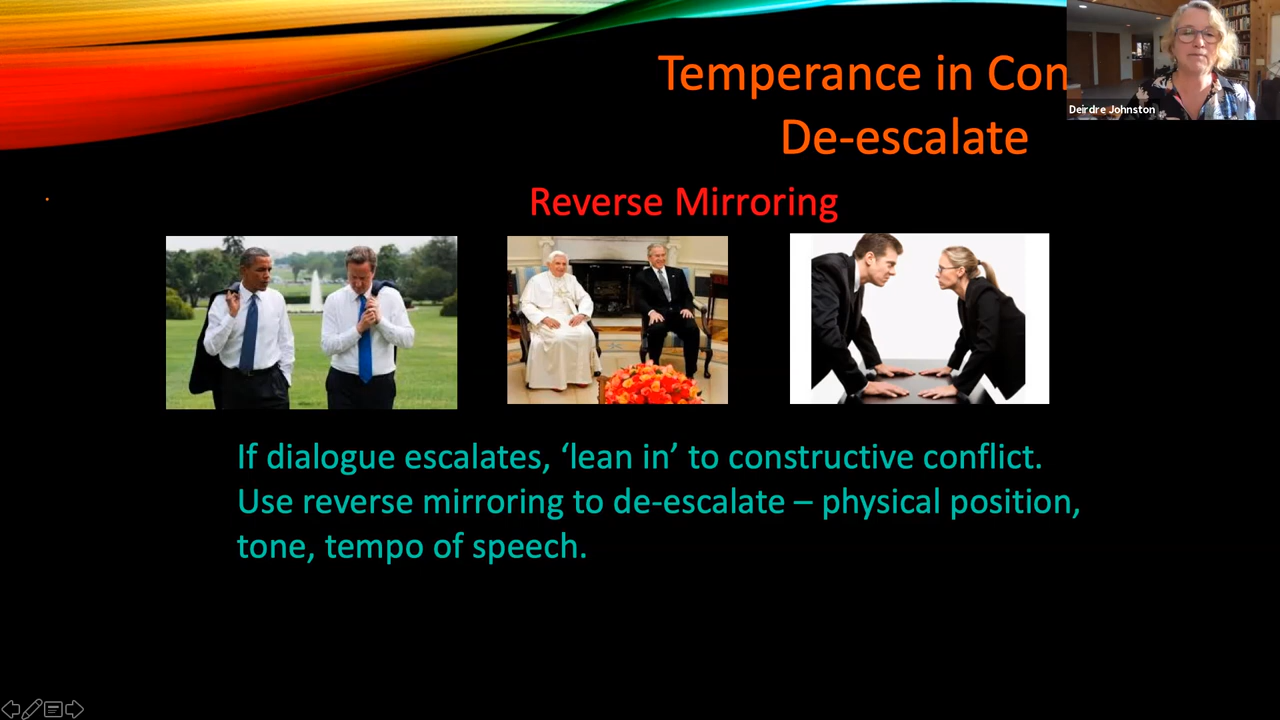 Temperance in Con
De-escalate
Deirdre Johnston
Reverse Mirroring
If dialogue escalates, ‘lean in’ to constructive conflict.
Use reverse mirroring to de-escalate – physical position,
tone, tempo of speech.